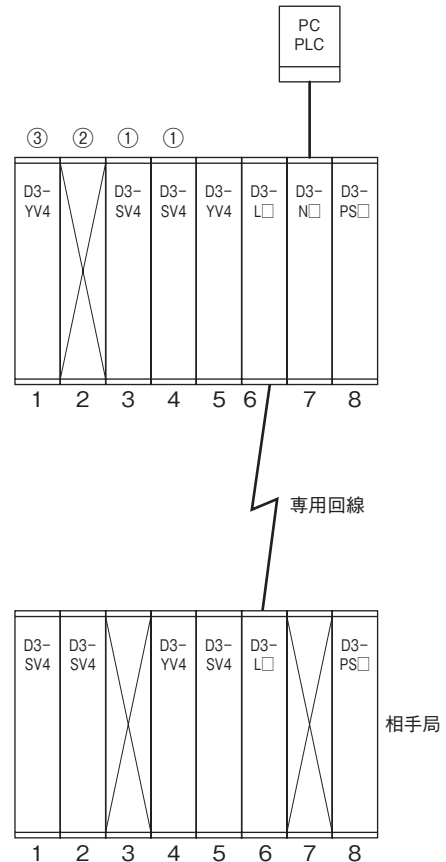 PC
PLC
③ ② ① ①
D3- D3- D3- D3- D3- D3- D3-
YV4 SV4 SV4 YV4 L□ N□ PS□
1 2 3 4 5 6 7 8
専用回線
D3- D3- D3- D3- D3- D3-
SV4 SV4 YV4 SV4 L□ PS□
相手局
1 2 3 4 5 6 7 8